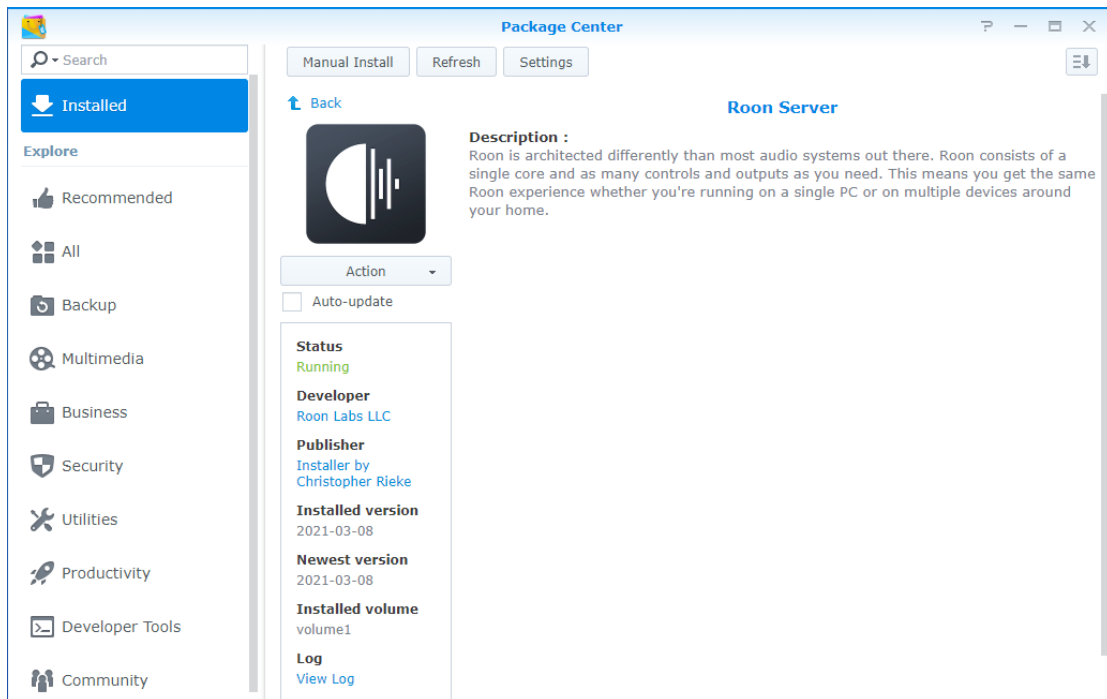 Package Center
Search
Manual Install
Refresh
Settings
Installed
Explore
Recommended
All
Backup
Multimedia
Business
Security
Utilities
Productivity
Developer Tools
Community
Back
Roon Server
Description :
Roon is architected differently than most audio systems out there. Roon consists of a
single core and as many controls and outputs as you need. This means you get the same
Roon experience whether you're running on a single PC or on multiple devices around
your home.
Action
Auto-update
Status
Running
Developer
Roon Labs LLC
Publisher
Installer by
Christopher Rieke
Installed version
2021-03-08
Newest version
2021-03-08
Installed volume
volume1
Log
View Log